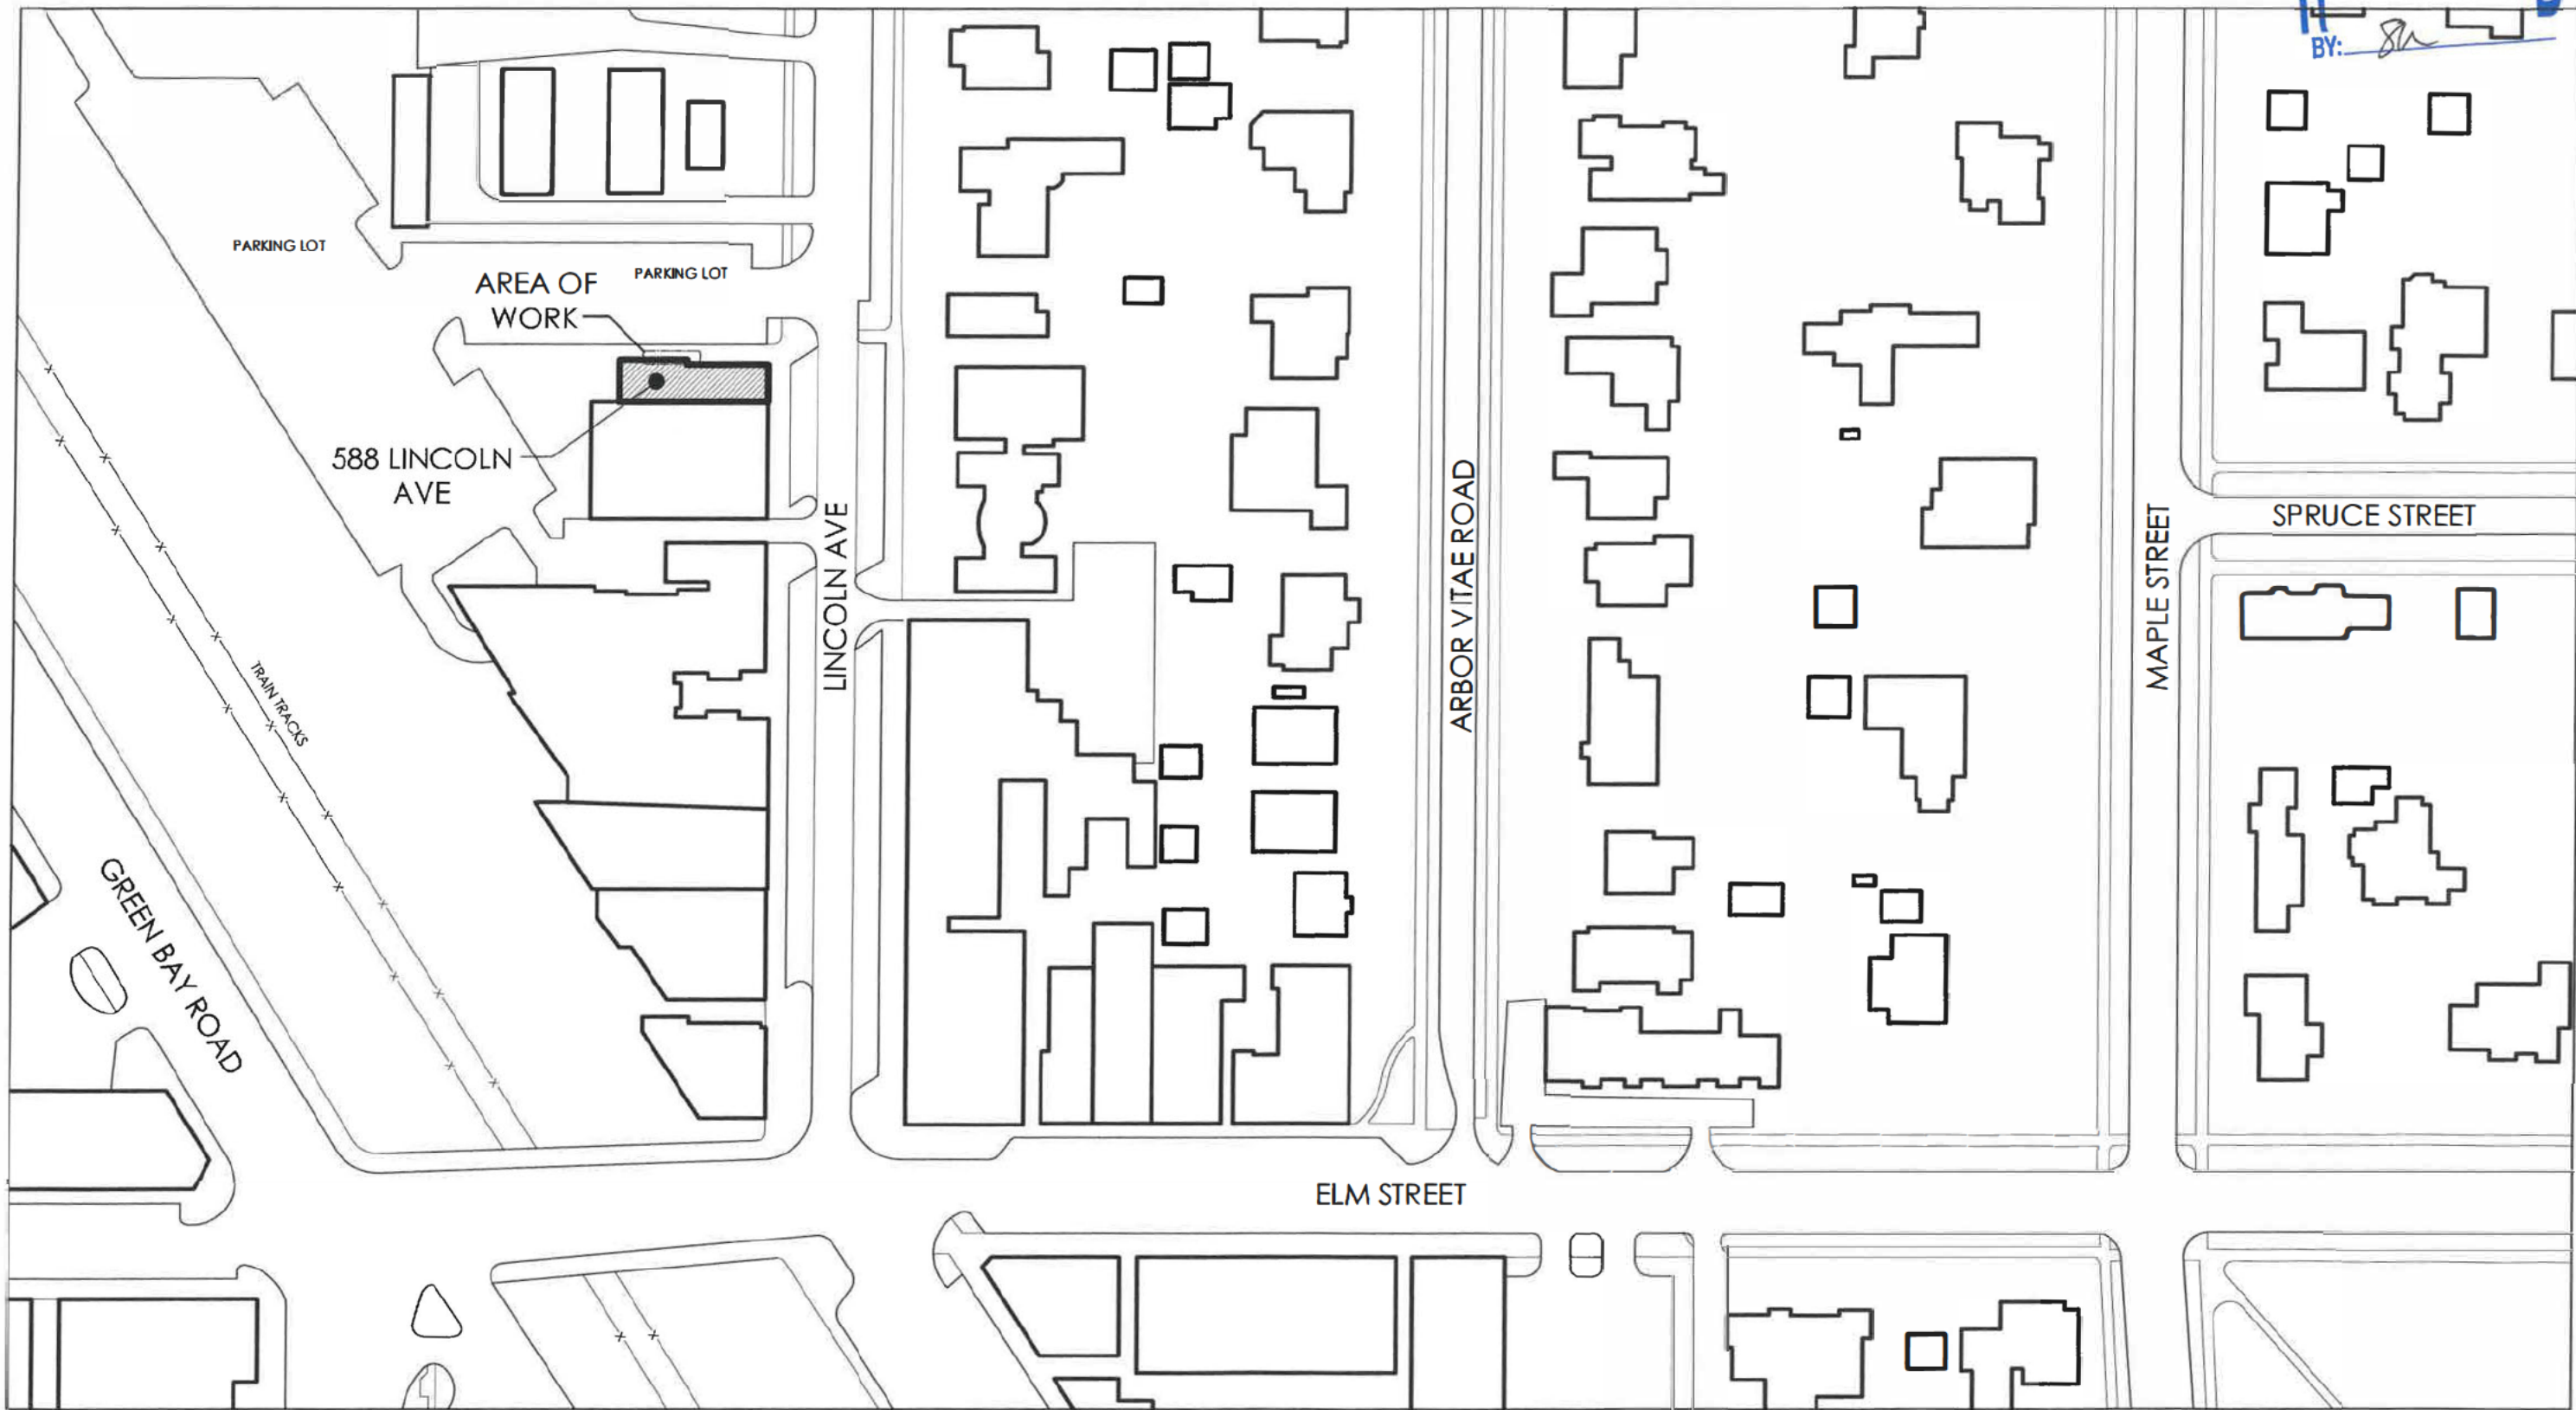 BY:
PARKING LOT
PARKING LOT
AREA OF
WORK
588 LINCOLN
AVE
LINCOLN AVE
ARBOR VITAE ROAD
MAPLE STREET
SPRUCE STREET
TRAIN TRACKS
GREEN BAY ROAD
ELM STREET